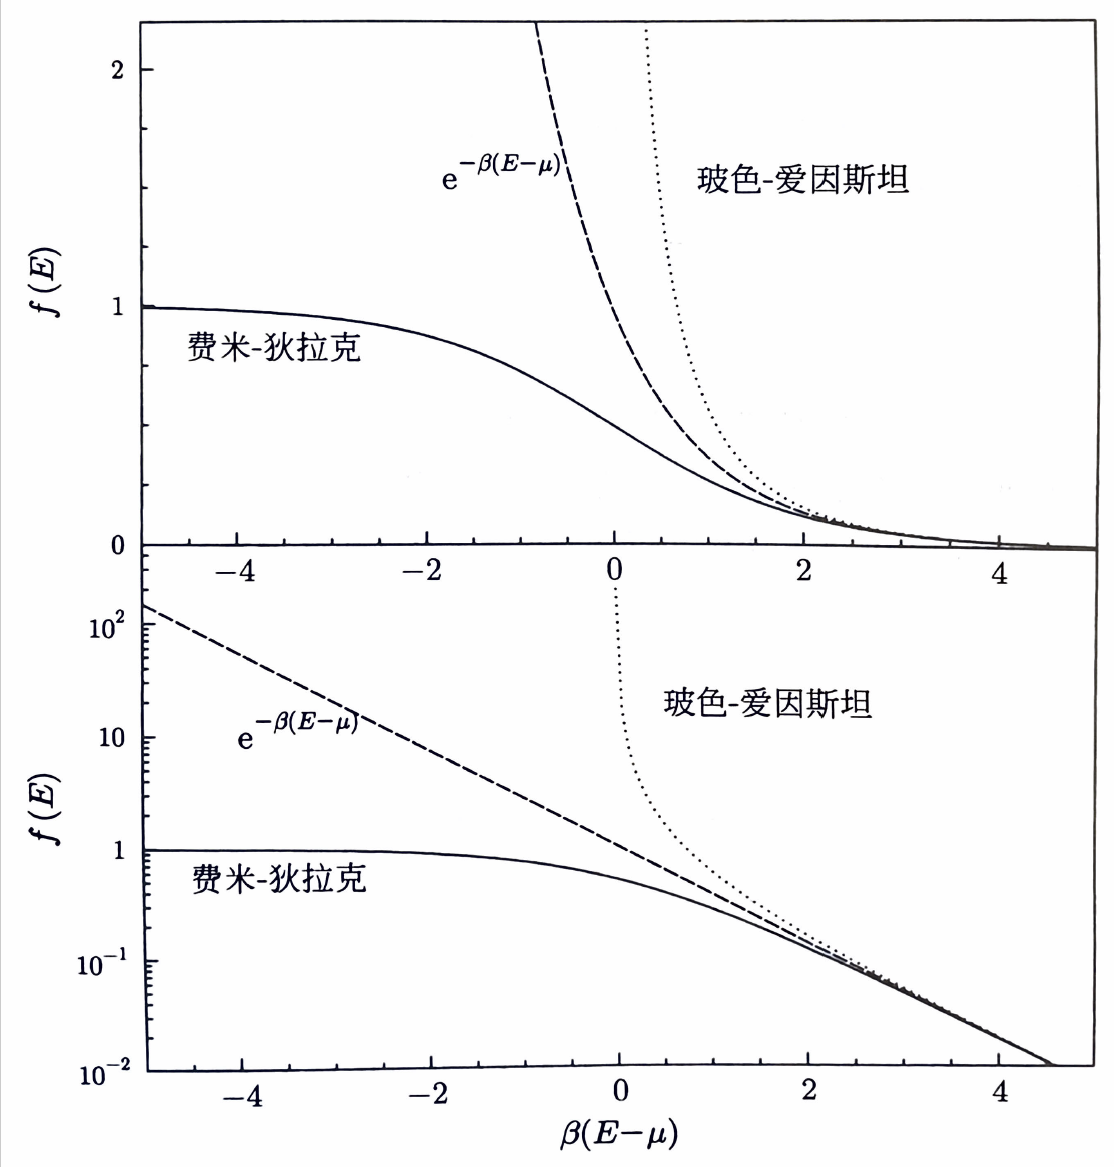 2
e^{-β(E-μ)}
玻色-爱因斯坦
f(E)
1
费米-狄拉克
0
-4 -2 0 2 4
10^2
玻色-爱因斯坦
e^{-β(E-μ)}
10
f(E)
1
费米-狄拉克
10^{-1}
10^{-2}
-4 -2 0 2 4
β(E-μ)